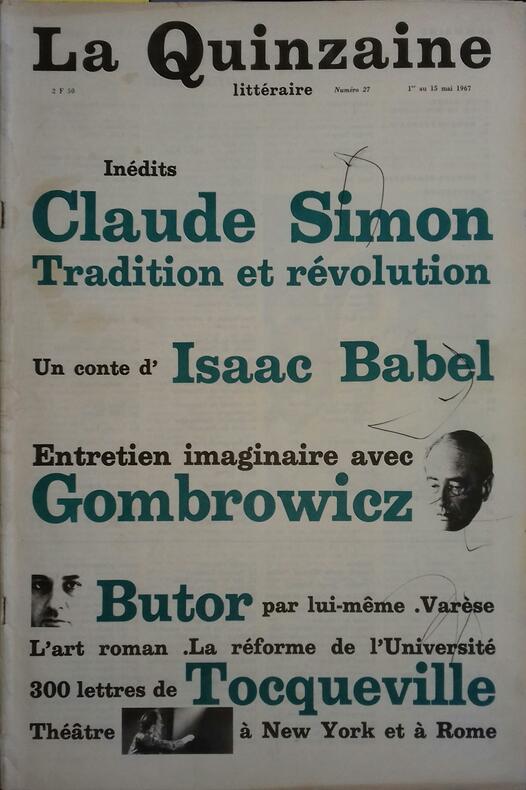 La Quinzaine
2 F 50 littéraire Numéro 27 1er au 15 mai 1967
Inédits
Claude Simon
Tradition et révolution
Un conte d' Isaac Babel
Entretien imaginaire avec
Gombrowicz
Butor par lui-même .Varèse
L'art roman .La réforme de l'Université
300 lettres de Tocqueville
Théâtre à New York et à Rome